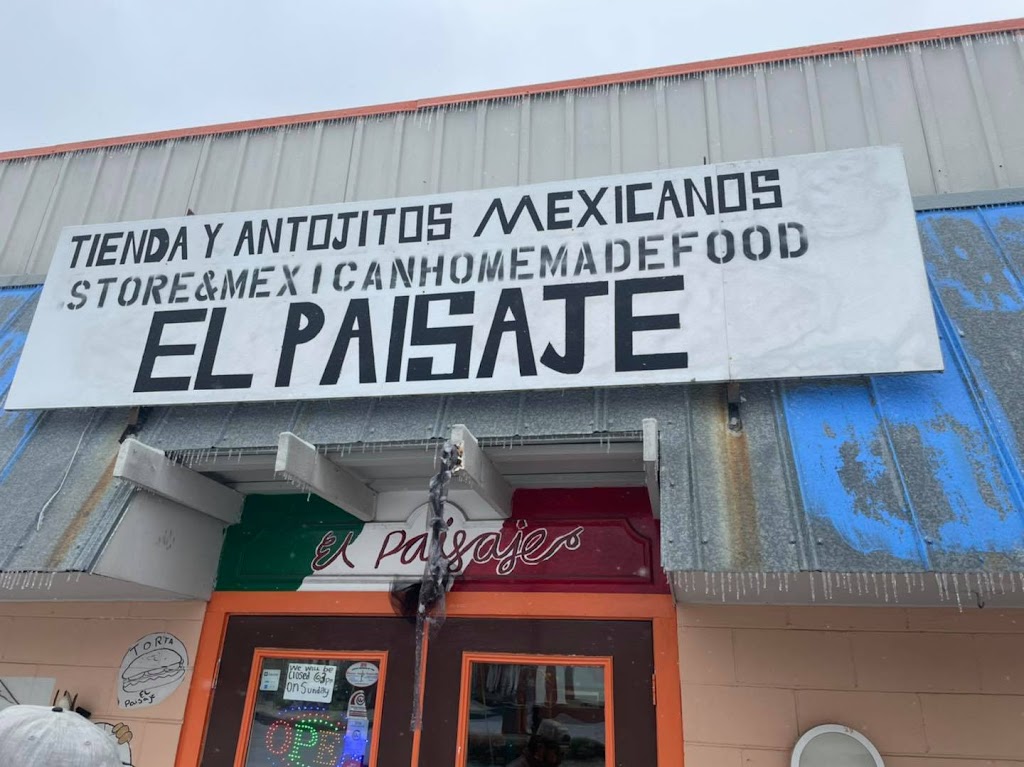 TIENDA Y ANTOJITOS MEXICANOS
STORE&MEXICANHOMEMADEFOOD
EL PAISAJE
El Paisaje
TORTA
El
Paisaje
We will be
Closed @3pm
on Sunday
OPEN